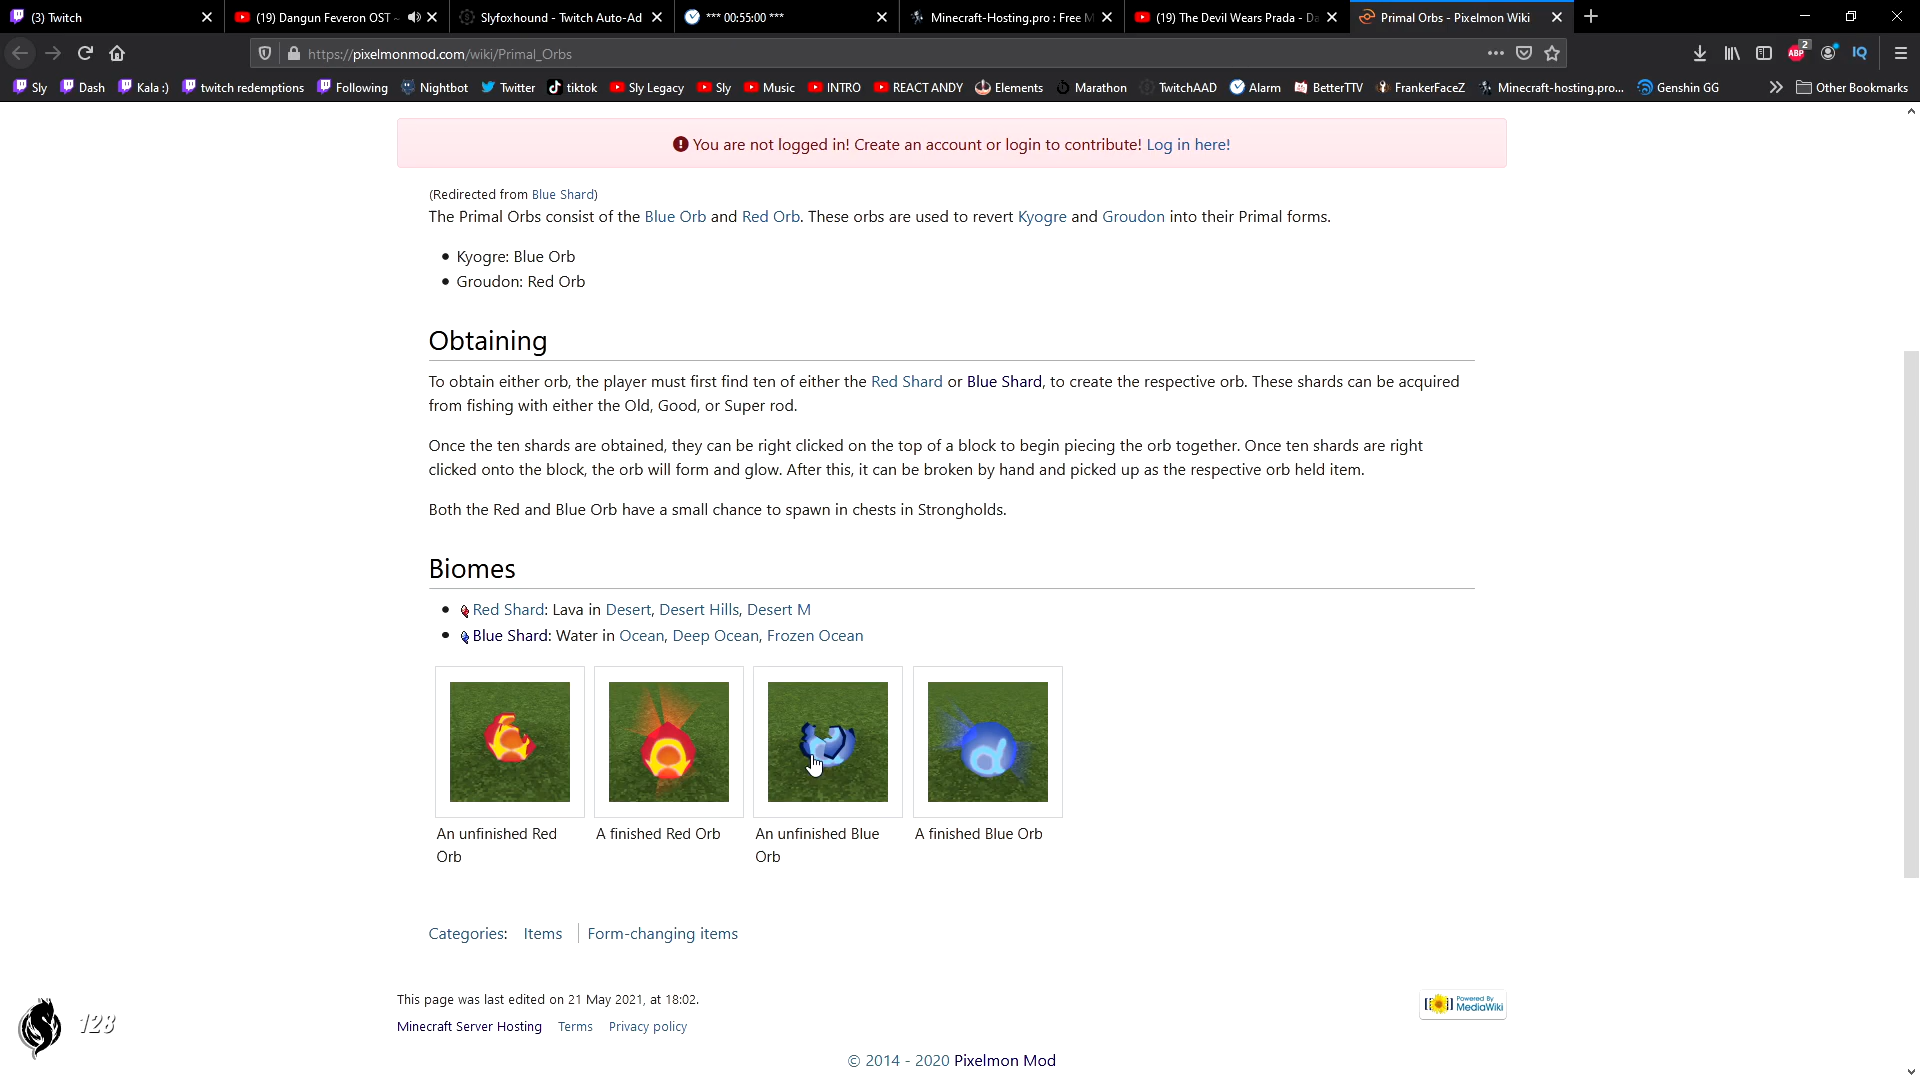 (3) Twitch
(19) Dangun Feveron OST ~
Slyfoxhound - Twitch Auto-Ad
*** 00:55:00 ***
Minecraft-Hosting.pro : Free M
(19) The Devil Wears Prada - Da
Primal Orbs - Pixelmon Wiki
https://pixelmonmod.com/wiki/Primal_Orbs
ABP 2
IQ
Sly
Dash
Kala :)
twitch redemptions
Following
Nightbot
Twitter
tiktok
Sly Legacy
Sly
Music
INTRO
REACT ANDY
Elements
Marathon
TwitchAAD
Alarm
BetterTTV
FrankerFaceZ
Minecraft-hosting.pro...
Genshin GG
Other Bookmarks
You are not logged in! Create an account or login to contribute! Log in here!
(Redirected from Blue Shard)
The Primal Orbs consist of the Blue Orb and Red Orb. These orbs are used to revert Kyogre and Groudon into their Primal forms.
• Kyogre: Blue Orb
• Groudon: Red Orb
Obtaining
To obtain either orb, the player must first find ten of either the Red Shard or Blue Shard, to create the respective orb. These shards can be acquired
from fishing with either the Old, Good, or Super rod.
Once the ten shards are obtained, they can be right clicked on the top of a block to begin piecing the orb together. Once ten shards are right
clicked onto the block, the orb will form and glow. After this, it can be broken by hand and picked up as the respective orb held item.
Both the Red and Blue Orb have a small chance to spawn in chests in Strongholds.
Biomes
• Red Shard: Lava in Desert, Desert Hills, Desert M
• Blue Shard: Water in Ocean, Deep Ocean, Frozen Ocean
An unfinished Red
Orb
A finished Red Orb
An unfinished Blue
Orb
A finished Blue Orb
Categories: Items | Form-changing items
This page was last edited on 21 May 2021, at 18:02.
Powered By
MediaWiki
128
Minecraft Server Hosting Terms Privacy policy
© 2014 - 2020 Pixelmon Mod